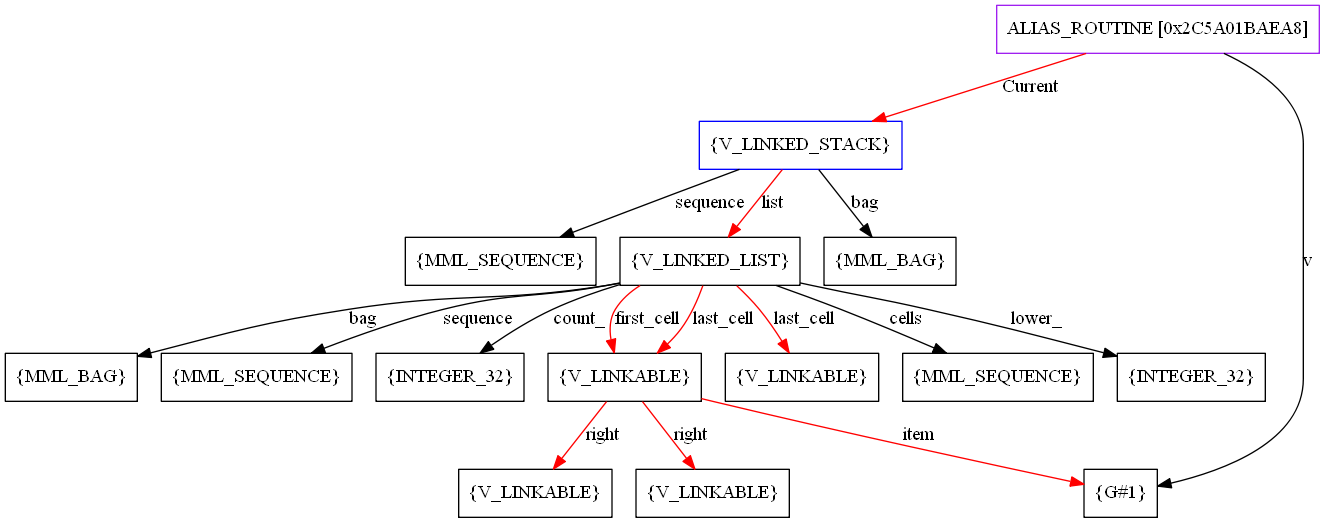 ALIAS_ROUTINE [0x2C5A01BAEA8]
Current
{V_LINKED_STACK}
sequence
list
bag
{MML_SEQUENCE}
{V_LINKED_LIST}
{MML_BAG}
v
bag
sequence
count_
first_cell
last_cell
last_cell
cells
lower_
{MML_BAG}
{MML_SEQUENCE}
{INTEGER_32}
{V_LINKABLE}
{V_LINKABLE}
{MML_SEQUENCE}
{INTEGER_32}
right
right
item
{V_LINKABLE}
{V_LINKABLE}
{G#1}